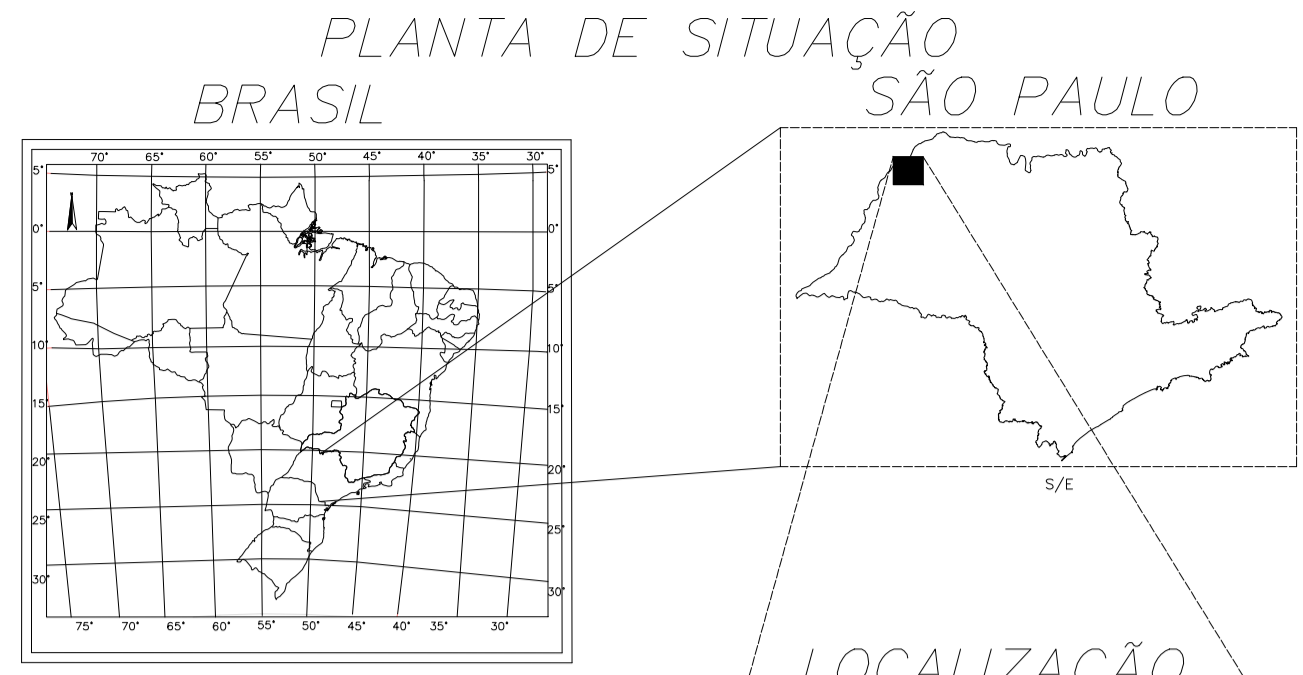 PLANTA DE SITUAÇÃO
BRASIL
SÃO PAULO
70° 65° 60° 55° 50° 45° 40° 35° 30°
5° 5°
0° 0°
5° 5°
10° 10°
15° 15°
20° 20°
25° 25°
30° 30°
75° 70° 65° 60° 55° 50° 45° 40° 35° 30°
S/E
LOCALIZAÇÃO